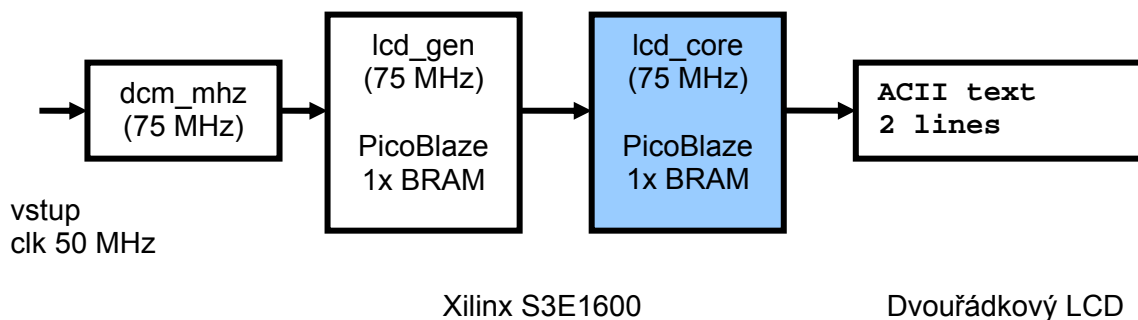 dcm_mhz
(75 MHz)
lcd_gen
(75 MHz)
PicoBlaze
1x BRAM
lcd_core
(75 MHz)
PicoBlaze
1x BRAM
ACII text
2 lines
vstup
clk 50 MHz
Xilinx S3E1600
Dvouřádkový LCD